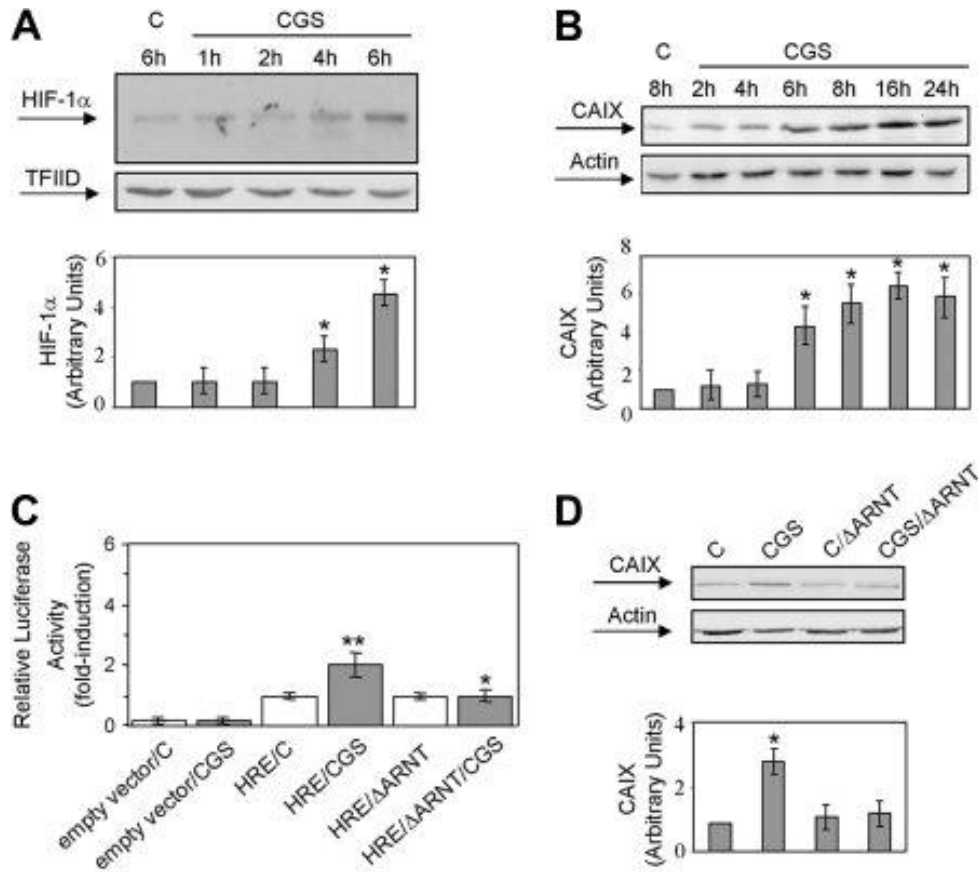 A
C
CGS
6h 1h 2h 4h 6h
HIF-1α
TFIID
HIF-1α
(Arbitrary Units)
6
4
2
0
*
*
B
C
CGS
8h 2h 4h 6h 8h 16h 24h
CAIX
Actin
CAIX
(Arbitrary Units)
8
6
4
2
0
*
*
*
*
C
Relative Luciferase
Activity
(fold-induction)
6
4
2
0
**
*
empty vector/C
empty vector/CGS
HRE/C
HRE/CGS
HRE/ΔARNT
HRE/ΔARNT/CGS
D
C
CGS
C/ΔARNT
CGS/ΔARNT
CAIX
Actin
CAIX
(Arbitrary Units)
4
2
0
*